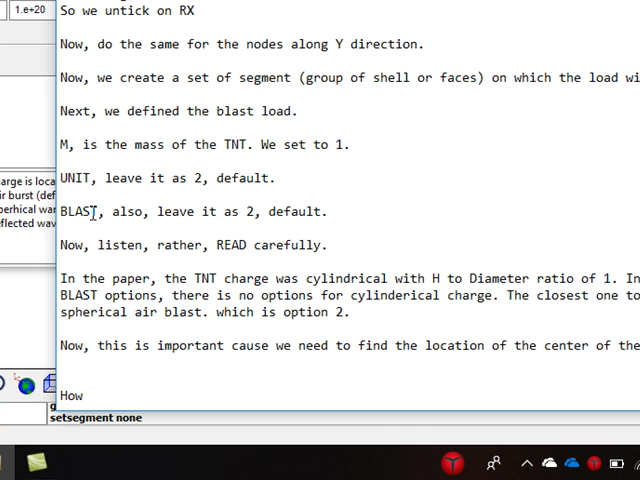 1.e+20
So we untick on RX
Now, do the same for the nodes along Y direction.
Now, we create a set of segment (group of shell or faces) on which the load wi
Next, we defined the blast load.
M, is the mass of the TNT. We set to 1.
UNIT, leave it as 2, default.
harge is loca
ir burst (def
BLAST, also, leave it as 2, default.
perhical war
eflected wav
Now, listen, rather, READ carefully.
In the paper, the TNT charge was cylindrical with H to Diameter ratio of 1. In
BLAST options, there is no options for cylinderical charge. The closest one to
spherical air blast. which is option 2.
Now, this is important cause we need to find the location of the center of the
How
setsegment none